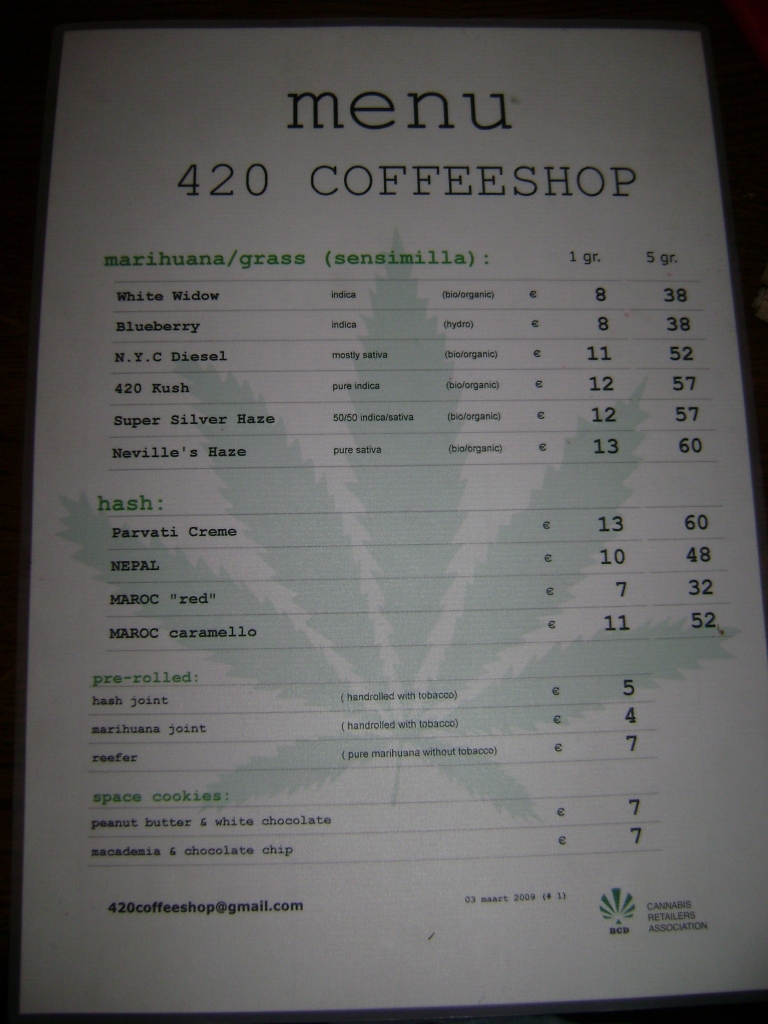 menu
420 COFFEESHOP
marihuana/grass (sensimilla): 1 gr. 5 gr.
White Widow indica (bio/organic) € 8 38
Blueberry indica (hydro) € 8 38
N.Y.C Diesel mostly sativa (bio/organic) € 11 52
420 Kush pure indica (bio/organic) € 12 57
Super Silver Haze 50/50 indica/sativa (bio/organic) € 12 57
Neville's Haze pure sativa (bio/organic) € 13 60
hash:
Parvati Creme € 13 60
NEPAL € 10 48
MAROC "red" € 7 32
MAROC caramello € 11 52
pre-rolled:
hash joint ( handrolled with tobacco) € 5
marihuana joint ( handrolled with tobacco) € 4
reefer ( pure marihuana without tobacco) € 7
space cookies:
peanut butter & white chocolate € 7
macademia & chocolate chip € 7
420coffeeshop@gmail.com 03 maart 2009 (# 1)
BCD CANNABIS
RETAILERS
ASSOCIATION